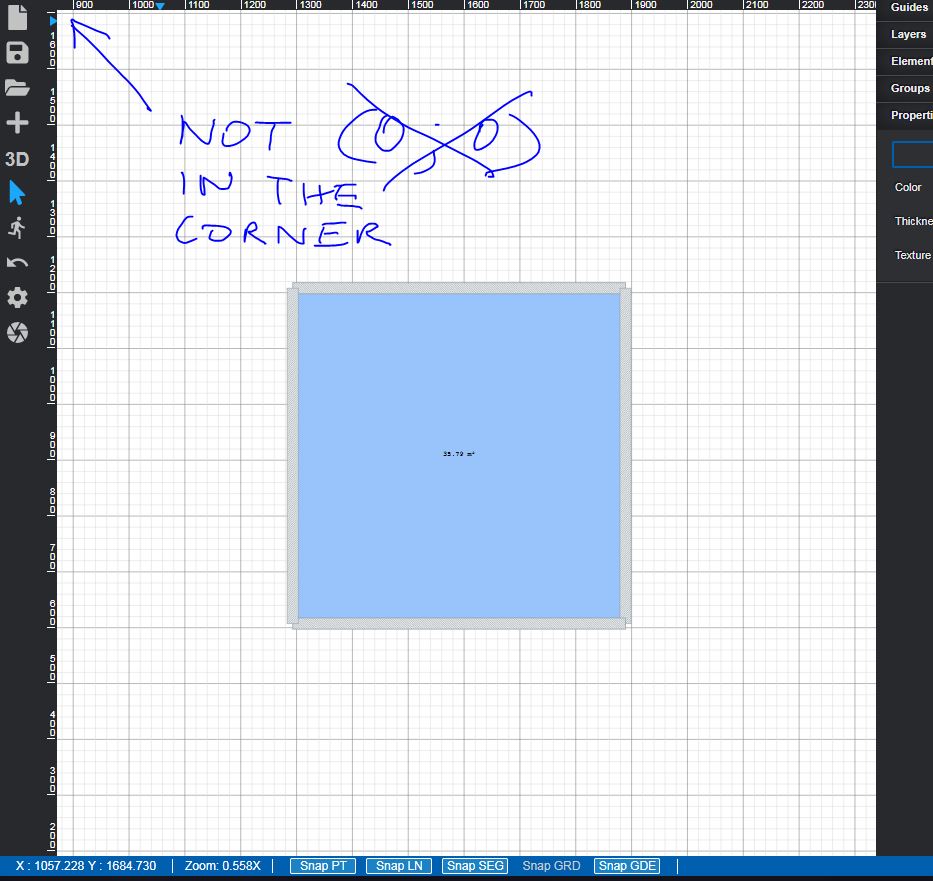 900 1000 1100 1200 1300 1400 1500 1600 1700 1800 1900 2000 2100 2200 230
Guides
Layers
Element
Groups
Properti
Color
Thickne
Texture
3D
1600
1500
1400
1300
1200
1100
1000
900
800
700
600
500
400
300
200
NOT
IN THE
CORNER
35.79 m²
X : 1057.228 Y : 1684.730 Zoom: 0.558X Snap PT Snap LN Snap SEG Snap GRD Snap GDE